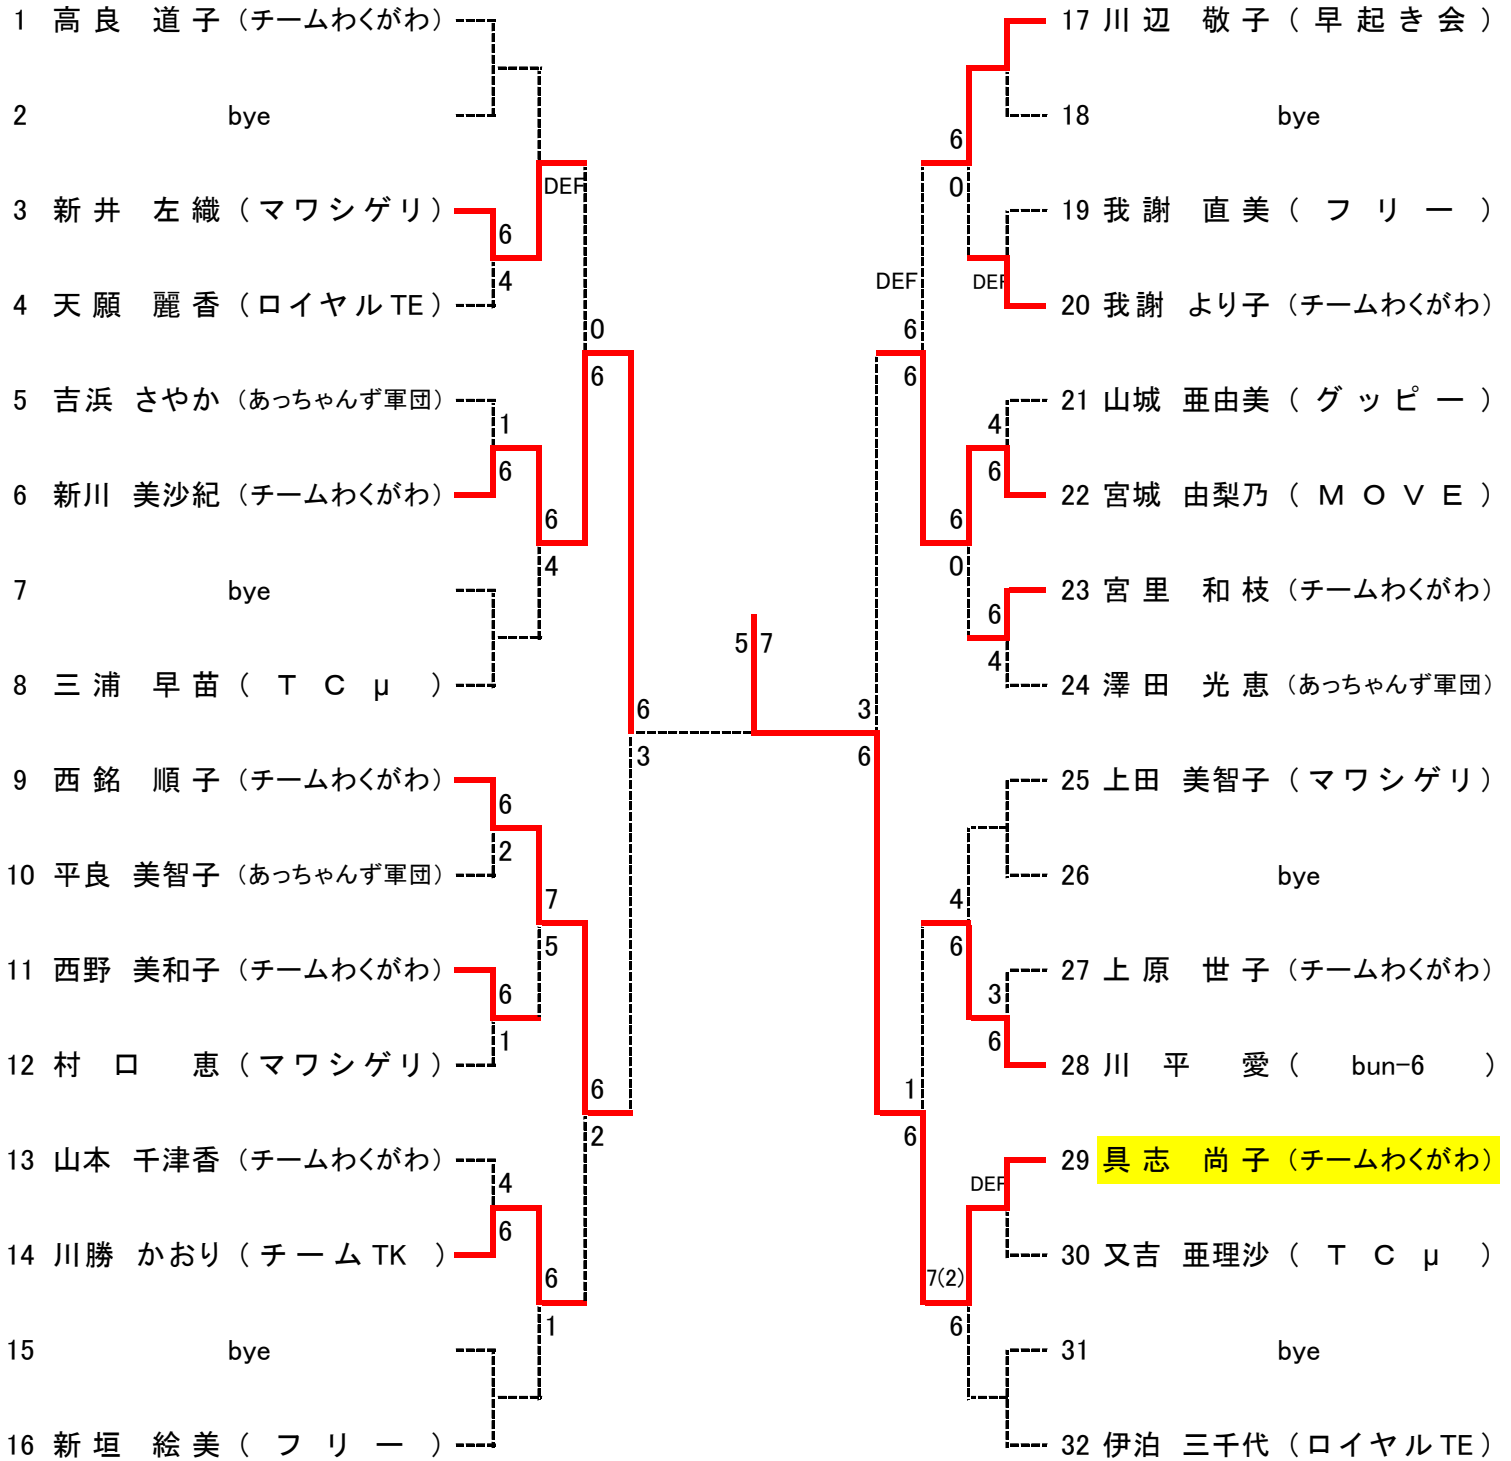 1 高良 道子 (チームわくがわ)
2 bye
DEF
3 新井 左織 (マワシゲリ)
6
4
4 天願 麗香 (ロイヤルTE)
0
6
5 吉浜 さやか (あっちゃんず軍団)
1
6
6 新川 美沙紀 (チームわくがわ)
6
4
7 bye
8 三浦 早苗 (TCμ)
6
3
9 西銘 順子 (チームわくがわ)
6
2
10 平良 美智子 (あっちゃんず軍団)
7
5
11 西野 美和子 (チームわくがわ)
6
1
12 村口 恵 (マワシゲリ)
6
2
13 山本 千津香 (チームわくがわ)
4
6
14 川勝 かおり (チームTK)
6
1
15 bye
16 新垣 絵美 (フリー)
5 7
17 川辺 敬子 (早起き会)
18 bye
6
0
19 我謝 直美 (フリー)
DEF
DEF
20 我謝 より子 (チームわくがわ)
6
6
21 山城 亜由美 (グッピー)
4
6
22 宮城 由梨乃 (MOVE)
6
0
23 宮里 和枝 (チームわくがわ)
6
4
24 澤田 光恵 (あっちゃんず軍団)
3
6
25 上田 美智子 (マワシゲリ)
26 bye
4
6
27 上原 世子 (チームわくがわ)
3
6
28 川平 愛 (bun-6)
1
6
29 具志 尚子 (チームわくがわ)
DEF
30 又吉 亜理沙 (TCμ)
7(2)
6
31 bye
32 伊泊 三千代 (ロイヤルTE)